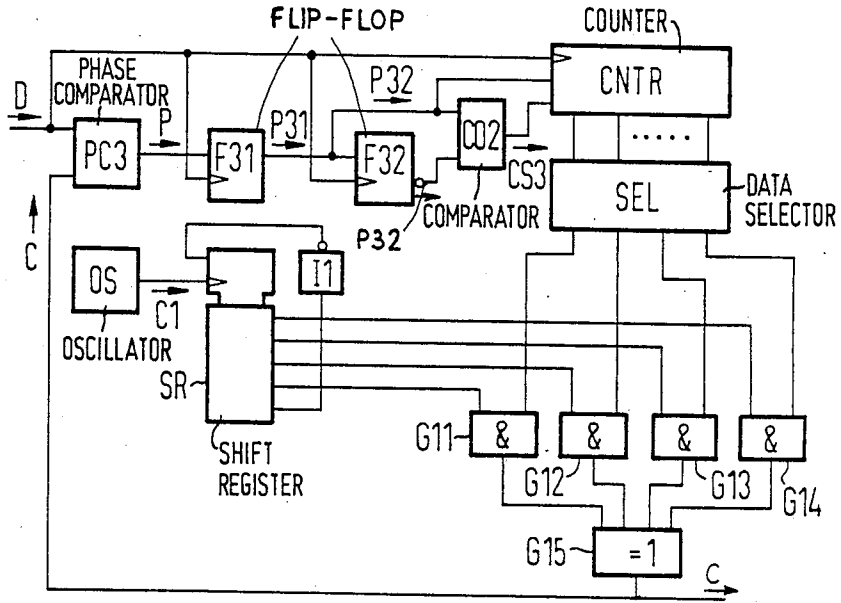 COUNTER
FLIP-FLOP
PHASE
COMPARATOR
D
P
P31
P32
CNTR
PC3
F31
F32
CO2
CS3
COMPARATOR
P32
SEL
DATA
SELECTOR
C
OS
C1
OSCILLATOR
I1
SR
SHIFT
REGISTER
G11
&
G12
&
&
G13
&
G14
G15
=1
C